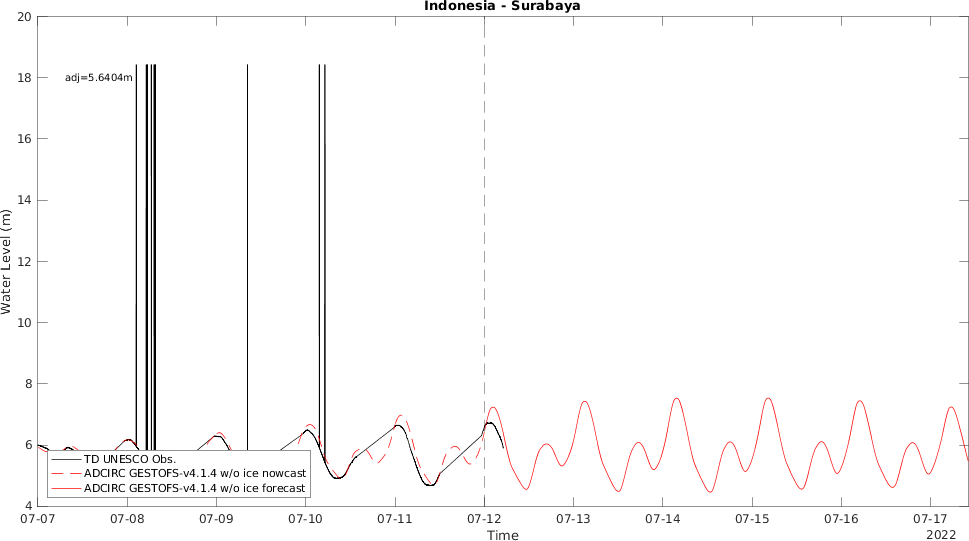 Indonesia - Surabaya
20
18
16
14
12
10
8
6
4
Water Level (m)
adj=5.6404m
TD UNESCO Obs.
ADCIRC GESTOFS-v4.1.4 w/o ice nowcast
ADCIRC GESTOFS-v4.1.4 w/o ice forecast
07-07 07-08 07-09 07-10 07-11 07-12 07-13 07-14 07-15 07-16 07-17
Time
2022